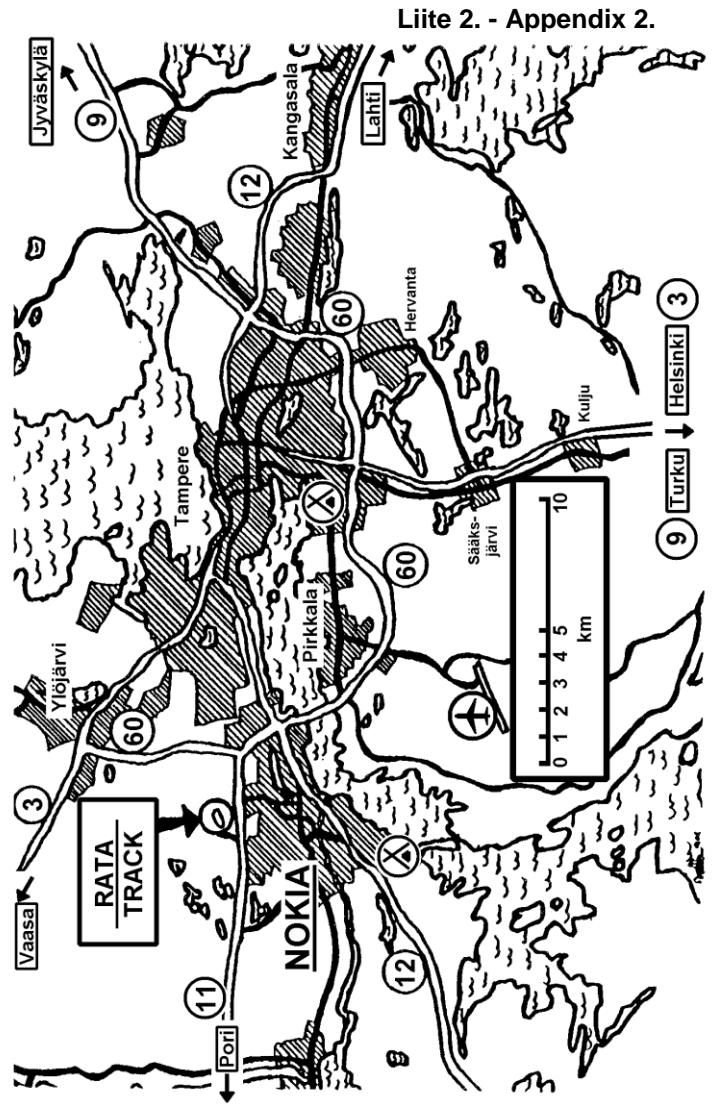 Liite 2. - Appendix 2.
Jyväskylä
9
Kangasala
Lahti
12
60
Hervanta
3
Helsinki
Kulju
Turku
9
Tampere
Sääks-
järvi
60
Pirkkala
Ylöjärvi
60
3
Vaasa
RATA
TRACK
NOKIA
12
11
Pori
0 1 2 3 4 5 10
km